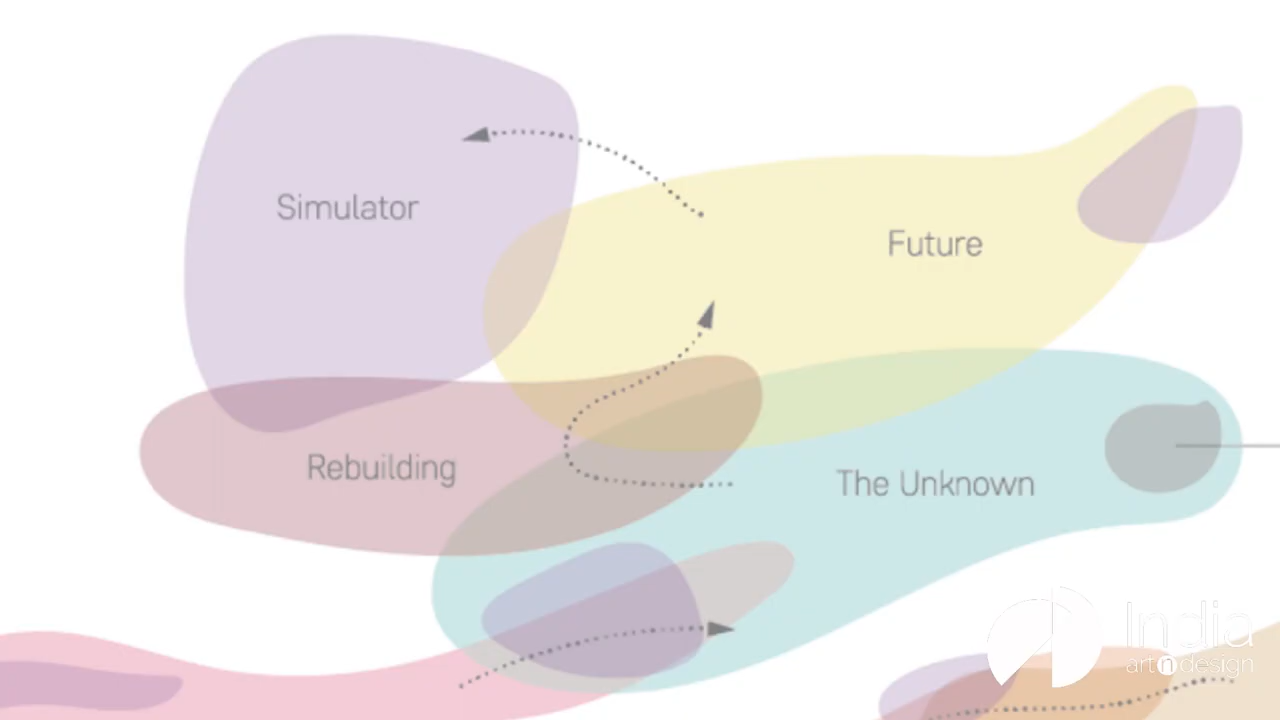 Simulator
Future
Rebuilding
The Unknown
India
art n design